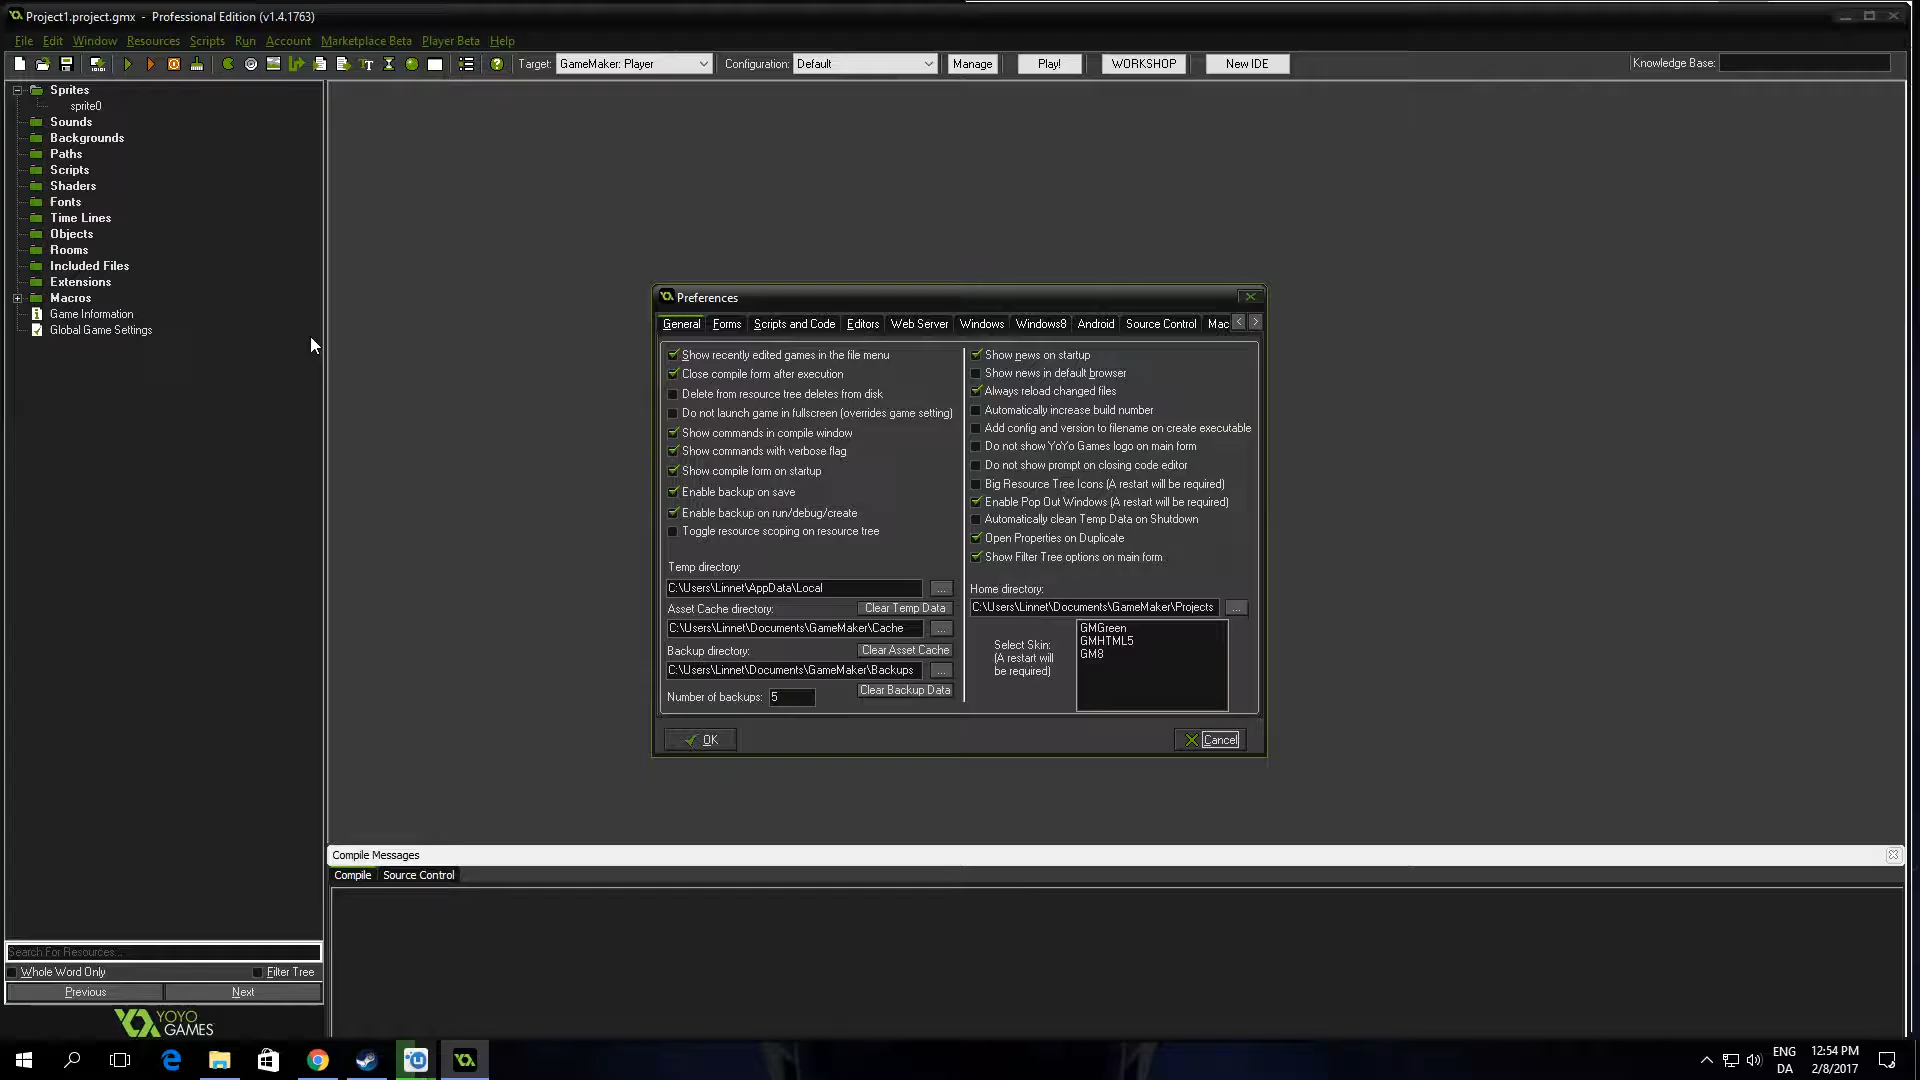 Project1.project.gmx - Professional Edition (v1.4.1763)
File Edit Window Resources Scripts Run Account Marketplace Beta Player Beta Help
Target: GameMaker: Player Configuration: Default Manage Play! WORKSHOP New IDE Knowledge Base:
Sprites
sprite0
Sounds
Backgrounds
Paths
Scripts
Shaders
Fonts
Time Lines
Objects
Rooms
Included Files
Extensions
Macros
Game Information
Global Game Settings
Preferences
General Forms Scripts and Code Editors Web Server Windows Windows8 Android Source Control Mac
Show recently edited games in the file menu
Close compile form after execution
Delete from resource tree deletes from disk
Do not launch game in fullscreen (overrides game setting)
Show commands in compile window
Show commands with verbose flag
Show compile form on startup
Enable backup on save
Enable backup on run/debug/create
Toggle resource scoping on resource tree
Temp directory:
C:\Users\Linnet\AppData\Local ...
Asset Cache directory: Clear Temp Data
C:\Users\Linnet\Documents\GameMaker\Cache ...
Backup directory: Clear Asset Cache
C:\Users\Linnet\Documents\GameMaker\Backups ...
Number of backups: 5 Clear Backup Data
Show news on startup
Show news in default browser
Always reload changed files
Automatically increase build number
Add config and version to filename on create executable
Do not show YoYo Games logo on main form
Do not show prompt on closing code editor
Big Resource Tree Icons (A restart will be required)
Enable Pop Out Windows (A restart will be required)
Automatically clean Temp Data on Shutdown
Open Properties on Duplicate
Show Filter Tree options on main form
Home directory:
C:\Users\Linnet\Documents\GameMaker\Projects ...
Select Skin:
(A restart will
be required)
GMGreen
GMHTML5
GM8
OK Cancel
Compile Messages
Compile Source Control
Search For Resources...
Whole Word Only Filter Tree
Previous Next
YOYO
GAMES
ENG 12:54 PM
DA 2/8/2017